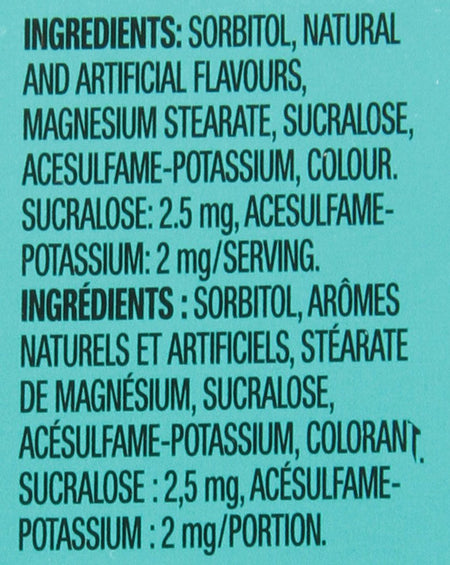 INGREDIENTS: SORBITOL, NATURAL
AND ARTIFICIAL FLAVOURS,
MAGNESIUM STEARATE, SUCRALOSE,
ACESULFAME-POTASSIUM, COLOUR.
SUCRALOSE: 2.5 mg, ACESULFAME-
POTASSIUM: 2 mg/SERVING.
INGRÉDIENTS : SORBITOL, ARÔMES
NATURELS ET ARTIFICIELS, STÉARATE
DE MAGNÉSIUM, SUCRALOSE,
ACÉSULFAME-POTASSIUM, COLORANT.
SUCRALOSE : 2,5 mg, ACÉSULFAME-
POTASSIUM : 2 mg/PORTION.